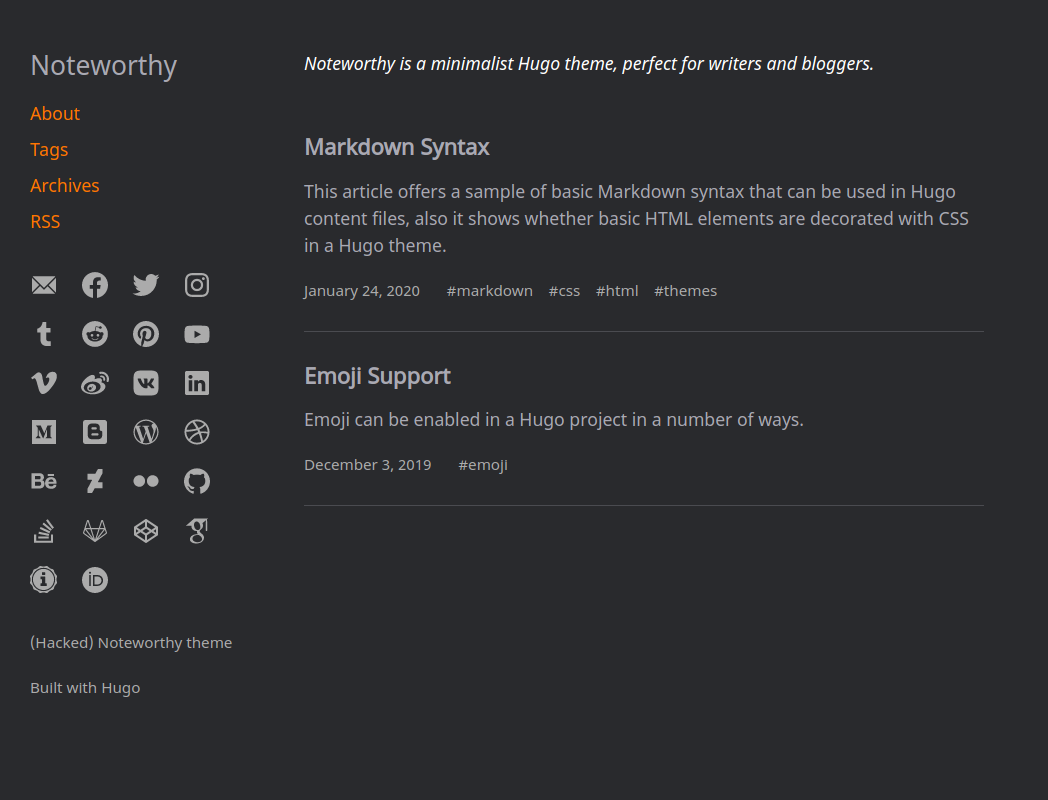 Noteworthy
About
Tags
Archives
RSS
(Hacked) Noteworthy theme
Built with Hugo
Noteworthy is a minimalist Hugo theme, perfect for writers and bloggers.
Markdown Syntax
This article offers a sample of basic Markdown syntax that can be used in Hugo
content files, also it shows whether basic HTML elements are decorated with CSS
in a Hugo theme.
January 24, 2020 #markdown #css #html #themes
Emoji Support
Emoji can be enabled in a Hugo project in a number of ways.
December 3, 2019 #emoji